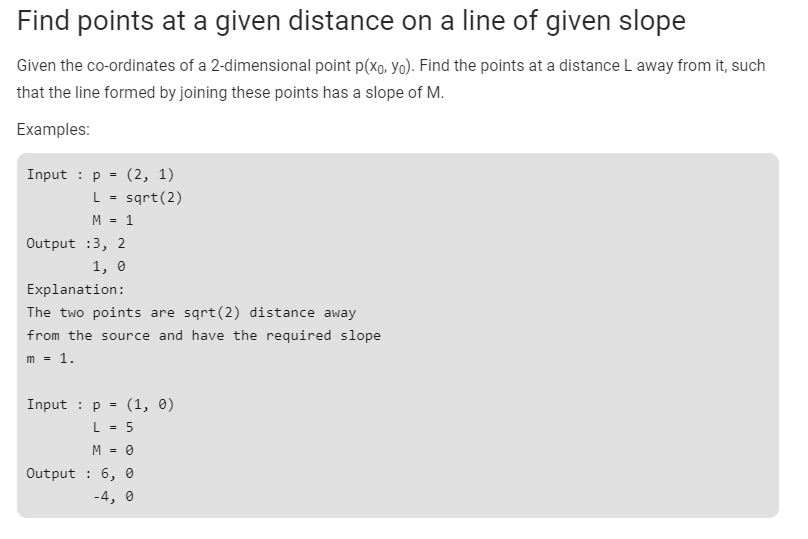 Find points at a given distance on a line of given slope
Given the co-ordinates of a 2-dimensional point p(x₀, y₀). Find the points at a distance L away from it, such
that the line formed by joining these points has a slope of M.
Examples:
Input : p = (2, 1)
L = sqrt(2)
M = 1
Output :3, 2
1, 0
Explanation:
The two points are sqrt(2) distance away
from the source and have the required slope
m = 1.
Input : p = (1, 0)
L = 5
M = 0
Output : 6, 0
-4, 0